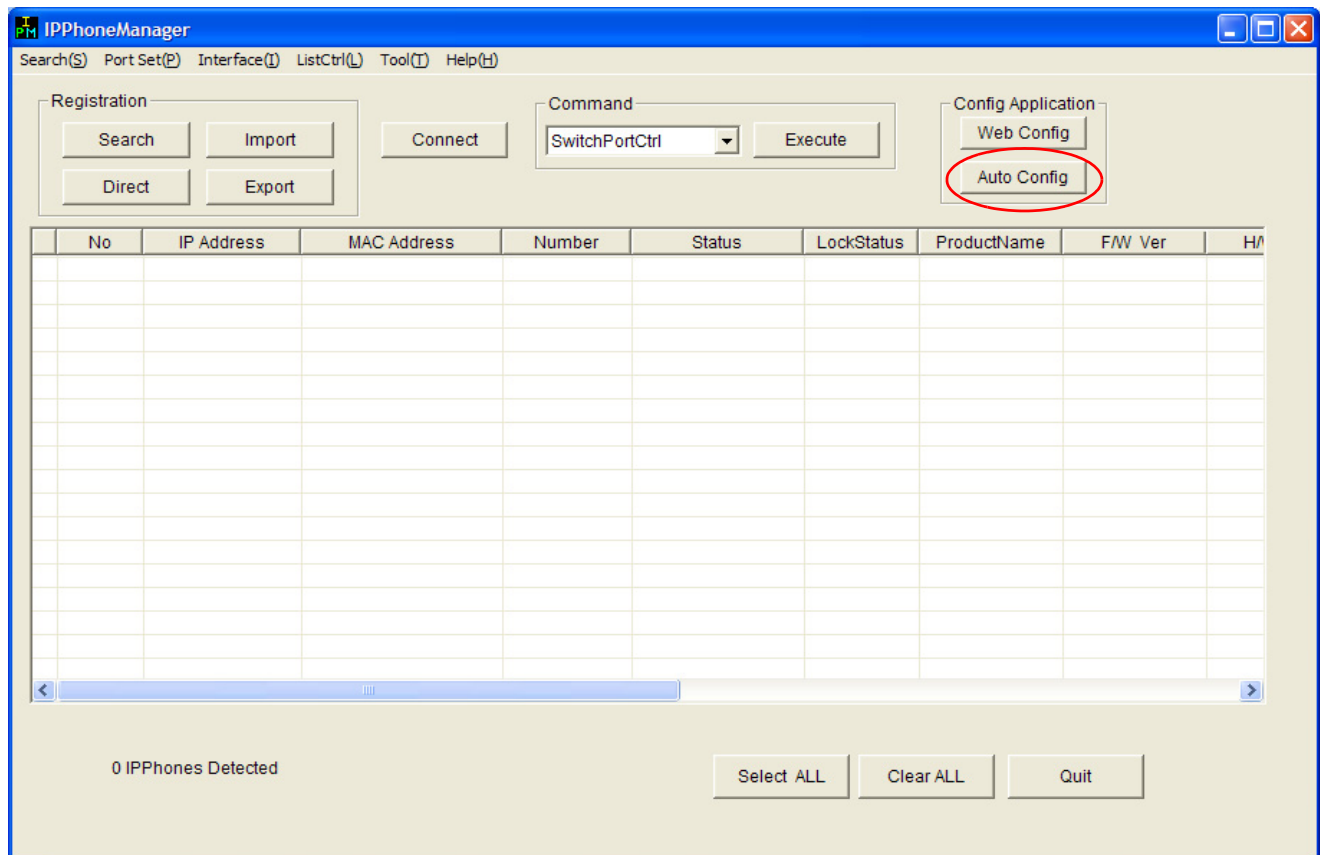 IPM IPPhoneManager
Search(S) Port Set(P) Interface(I) ListCtrl(L) Tool(T) Help(H)
Registration
Command
Config Application
Search
Import
Connect
SwitchPortCtrl
Execute
Web Config
Direct
Export
Auto Config
No IP Address MAC Address Number Status LockStatus ProductName F/W Ver H/
0 IPPhones Detected
Select ALL
Clear ALL
Quit